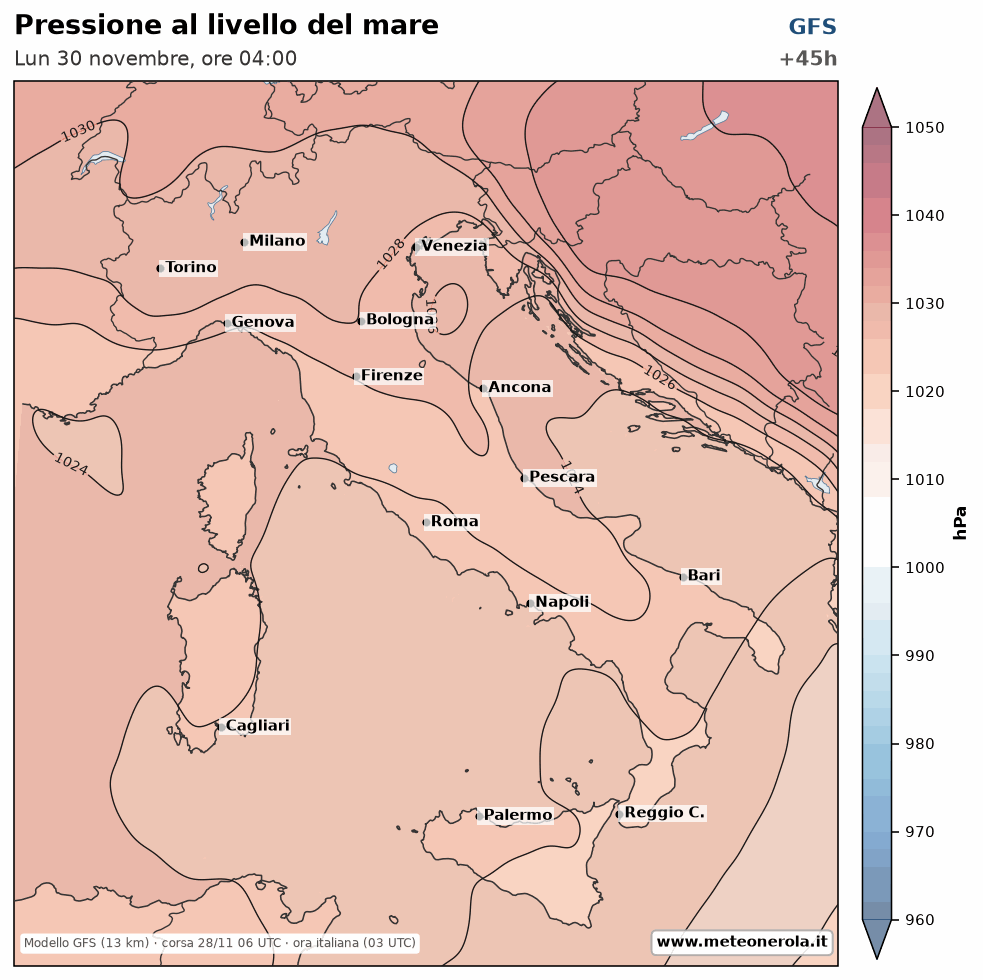 Pressione al livello del mare
GFS
Lun 30 novembre, ore 04:00
+45h
1030
1050
1040
1030
1020
1010
1000
990
980
970
960
hPa
Milano
Venezia
1028
Torino
Genova
Bologna
Firenze
Ancona
1026
1024
Pescara
Roma
Bari
Napoli
Cagliari
Palermo
Reggio C.
Modello GFS (13 km) · corsa 28/11 06 UTC · ora italiana (03 UTC)
www.meteonerola.it